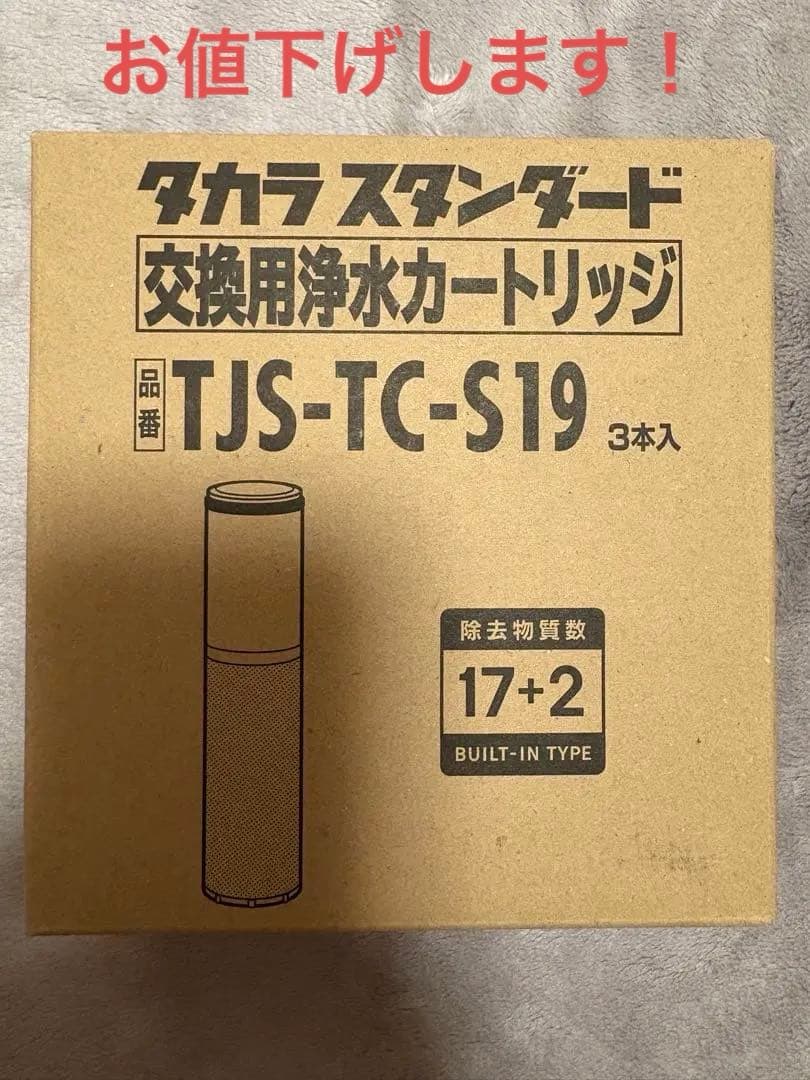 お値下げします！
タカラスタンダード
交換用浄水カートリッジ
品番 TJS-TC-S19 3本入
除去物質数
17+2
BUILT-IN TYPE